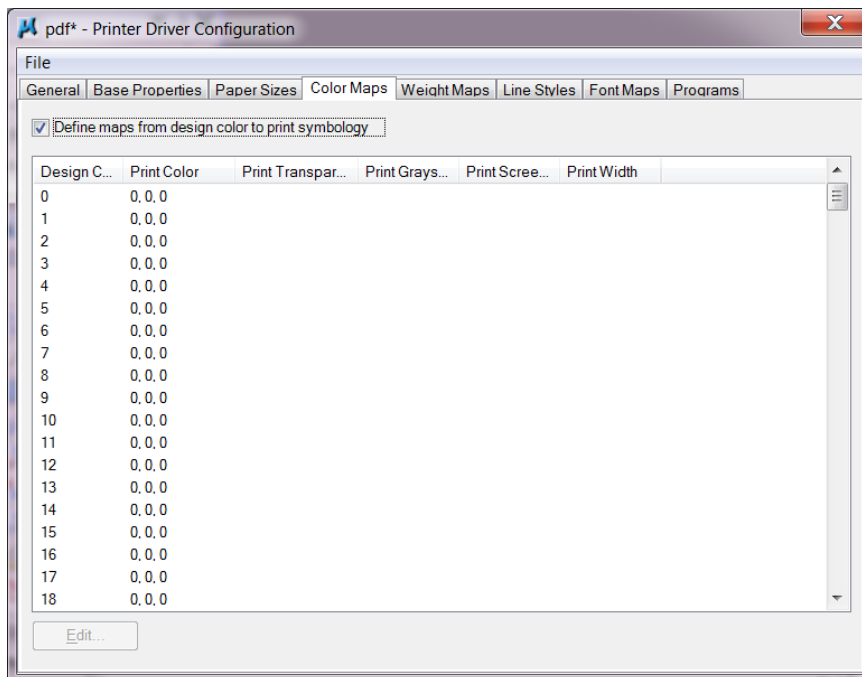 pdf* - Printer Driver Configuration
File
General Base Properties Paper Sizes Color Maps Weight Maps Line Styles Font Maps Programs
Define maps from design color to print symbology
Design C... Print Color Print Transpar... Print Grays... Print Scree... Print Width
0 0, 0, 0
1 0, 0, 0
2 0, 0, 0
3 0, 0, 0
4 0, 0, 0
5 0, 0, 0
6 0, 0, 0
7 0, 0, 0
8 0, 0, 0
9 0, 0, 0
10 0, 0, 0
11 0, 0, 0
12 0, 0, 0
13 0, 0, 0
14 0, 0, 0
15 0, 0, 0
16 0, 0, 0
17 0, 0, 0
18 0, 0, 0
Edit...